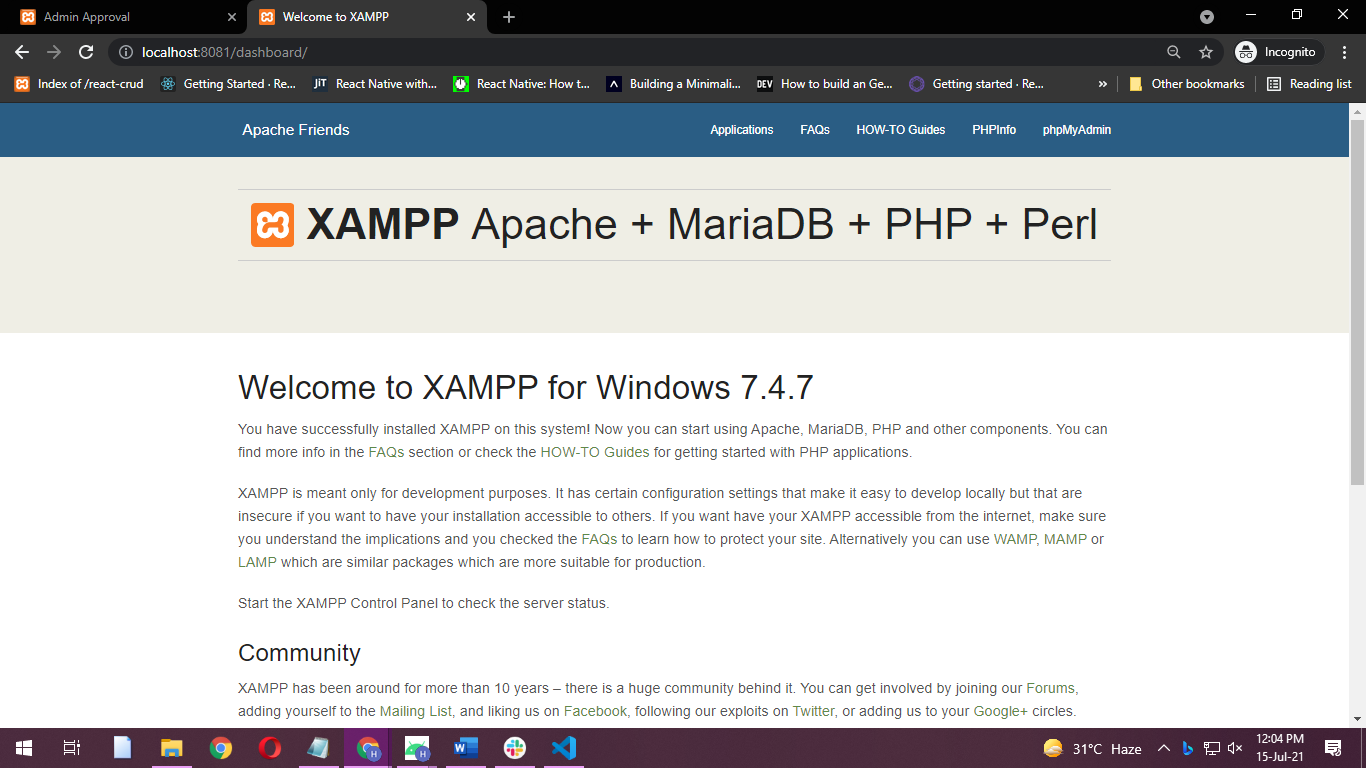 Admin Approval
Welcome to XAMPP
localhost:8081/dashboard/
Incognito
Index of /react-crud
Getting Started · Re...
JiT
React Native with...
React Native: How t...
Building a Minimali...
DEV
How to build an Ge...
Getting started · Re...
»
Other bookmarks
Reading list
Apache Friends
Applications
FAQs
HOW-TO Guides
PHPInfo
phpMyAdmin
XAMPP Apache + MariaDB + PHP + Perl
Welcome to XAMPP for Windows 7.4.7
You have successfully installed XAMPP on this system! Now you can start using Apache, MariaDB, PHP and other components. You can
find more info in the FAQs section or check the HOW-TO Guides for getting started with PHP applications.
XAMPP is meant only for development purposes. It has certain configuration settings that make it easy to develop locally but that are
insecure if you want to have your installation accessible to others. If you want have your XAMPP accessible from the internet, make sure
you understand the implications and you checked the FAQs to learn how to protect your site. Alternatively you can use WAMP, MAMP or
LAMP which are similar packages which are more suitable for production.
Start the XAMPP Control Panel to check the server status.
Community
XAMPP has been around for more than 10 years – there is a huge community behind it. You can get involved by joining our Forums,
adding yourself to the Mailing List, and liking us on Facebook, following our exploits on Twitter, or adding us to your Google+ circles.
H
H
W
31°C Haze
12:04 PM
15-Jul-21